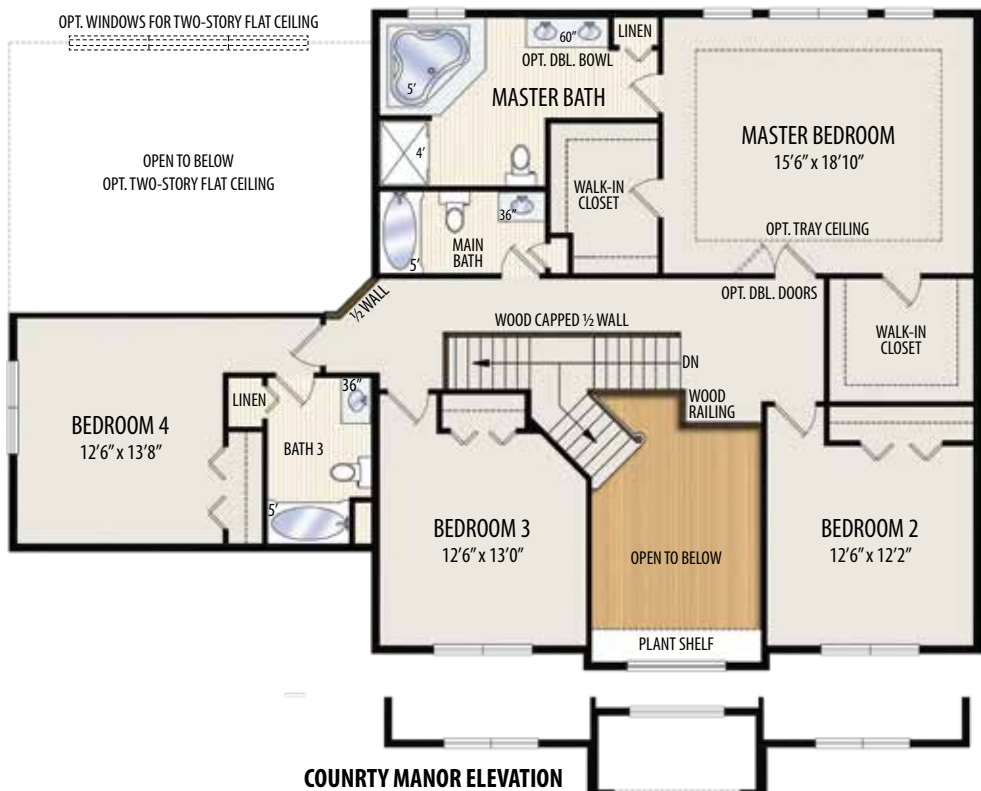 OPT. WINDOWS FOR TWO-STORY FLAT CEILING
60"
LINEN
OPT. DBL. BOWL
5'
MASTER BATH
4'
OPEN TO BELOW
OPT. TWO-STORY FLAT CEILING
MASTER BEDROOM
15'6" x 18'10"
WALK-IN
CLOSET
36"
MAIN
BATH
5'
OPT. TRAY CEILING
½ WALL
OPT. DBL. DOORS
WOOD CAPPED ½ WALL
WALK-IN
CLOSET
DN
WOOD
RAILING
36"
LINEN
BEDROOM 4
12'6" x 13'8"
BATH 3
5'
BEDROOM 3
12'6" x 13'0"
OPEN TO BELOW
BEDROOM 2
12'6" x 12'2"
PLANT SHELF
COUNRTY MANOR ELEVATION